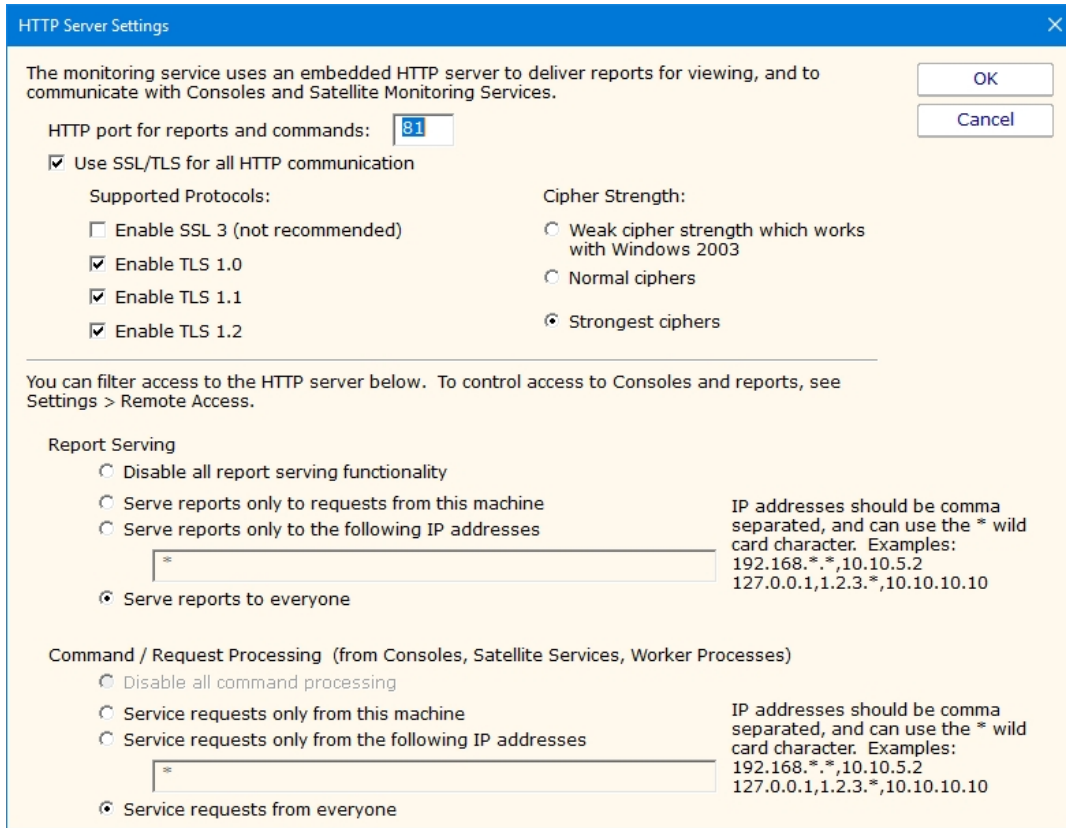 HTTP Server Settings
The monitoring service uses an embedded HTTP server to deliver reports for viewing, and to
communicate with Consoles and Satellite Monitoring Services.
OK
Cancel
HTTP port for reports and commands: 81
Use SSL/TLS for all HTTP communication
Supported Protocols:
Enable SSL 3 (not recommended)
Enable TLS 1.0
Enable TLS 1.1
Enable TLS 1.2
Cipher Strength:
Weak cipher strength which works
with Windows 2003
Normal ciphers
Strongest ciphers
You can filter access to the HTTP server below. To control access to Consoles and reports, see
Settings > Remote Access.
Report Serving
Disable all report serving functionality
Serve reports only to requests from this machine
Serve reports only to the following IP addresses
*
Serve reports to everyone
IP addresses should be comma
separated, and can use the * wild
card character. Examples:
192.168.*.*,10.10.5.2
127.0.0.1,1.2.3.*,10.10.10.10
Command / Request Processing (from Consoles, Satellite Services, Worker Processes)
Disable all command processing
Service requests only from this machine
Service requests only from the following IP addresses
*
Service requests from everyone
IP addresses should be comma
separated, and can use the * wild
card character. Examples:
192.168.*.*,10.10.5.2
127.0.0.1,1.2.3.*,10.10.10.10